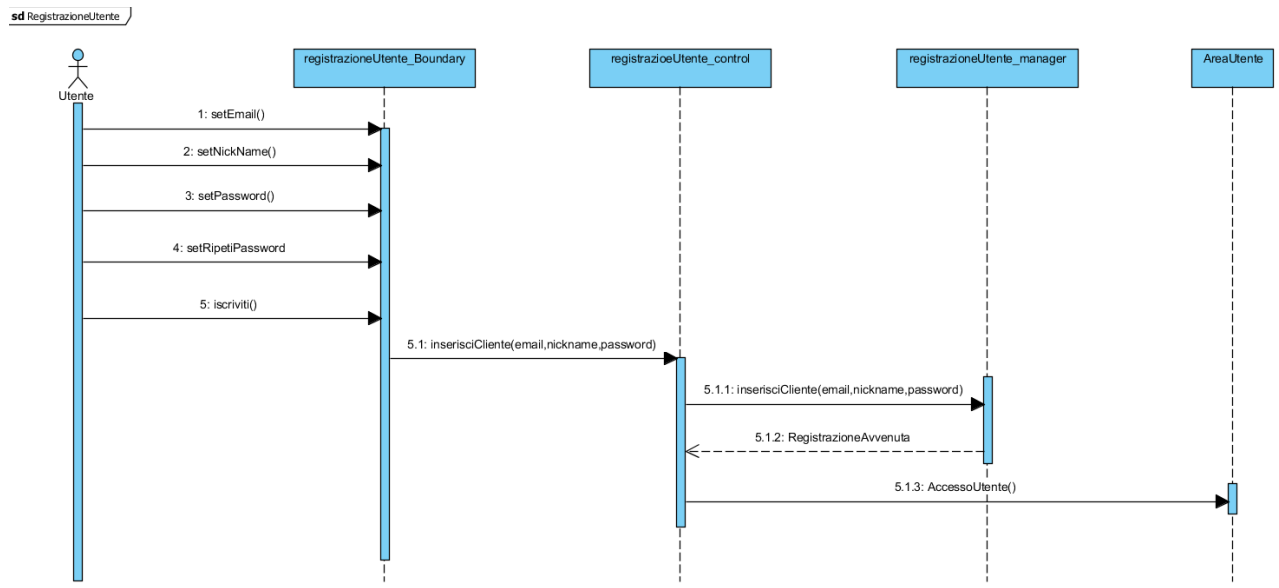 sd RegistrazioneUtente
registrazioneUtente_Boundary
registrazioeUtente_control
registrazioneUtente_manager
AreaUtente
Utente
1: setEmail()
2: setNickName()
3: setPassword()
4: setRipetiPassword
5: iscriviti()
5.1: inserisciCliente(email,nickname,password)
5.1.1: inserisciCliente(email,nickname,password)
5.1.2: RegistrazioneAvvenuta
5.1.3: AccessoUtente()